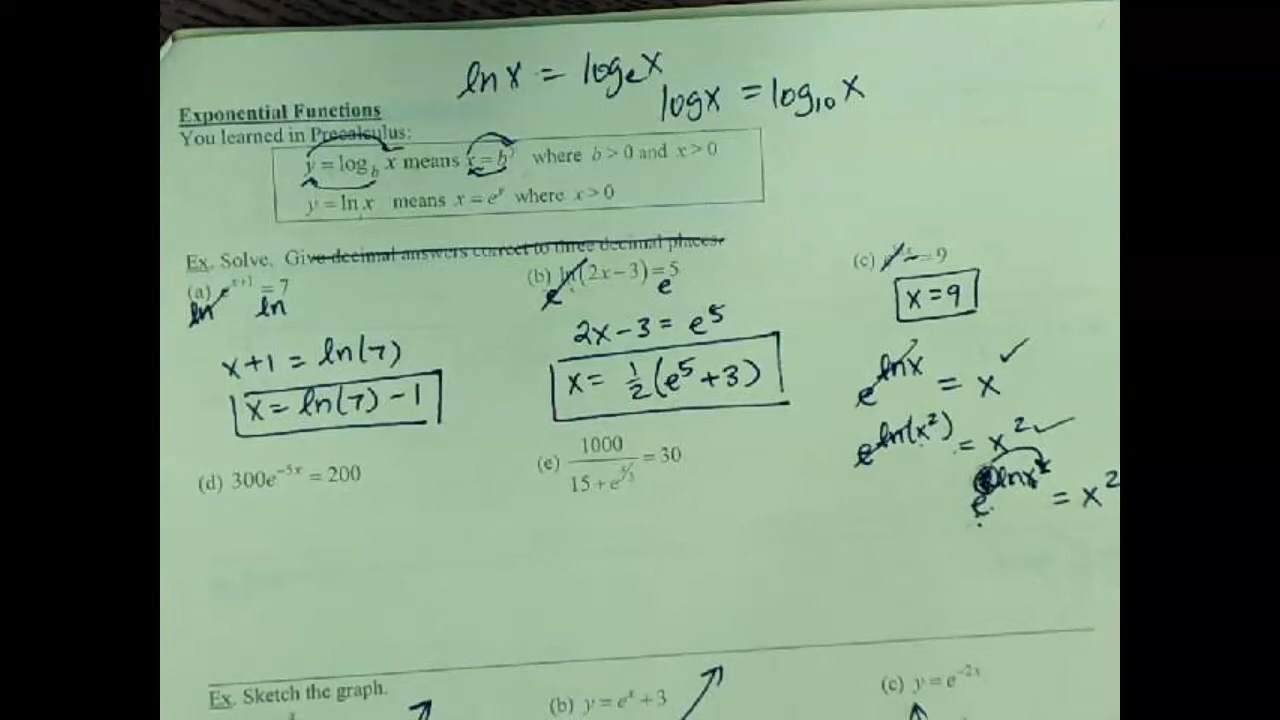 ln x = log_e x
log x = log_10 x
Exponential Functions
You learned in Precalculus:
y = log_b x means x = b^y where b > 0 and x > 0
y = ln x means x = e^y where x > 0
Ex. Solve. Give decimal answers correct to three decimal places.
(a) e^(x+1) = 7
ln ln
x+1 = ln(7)
x = ln(7) - 1
(b) ln(2x-3) = 5
e e
2x-3 = e^5
x = 1/2 (e^5 + 3)
(c) = 9
x = 9
e^(ln x) = x ✓
e^(ln(x^2)) = x^2 ✓
= x^2
(d) 300e^(-5x) = 200
(e) 1000/(15 + e^(x/3)) = 30
Ex. Sketch the graph.
(b) y = e^x + 3
(c) y = e^(-2x)